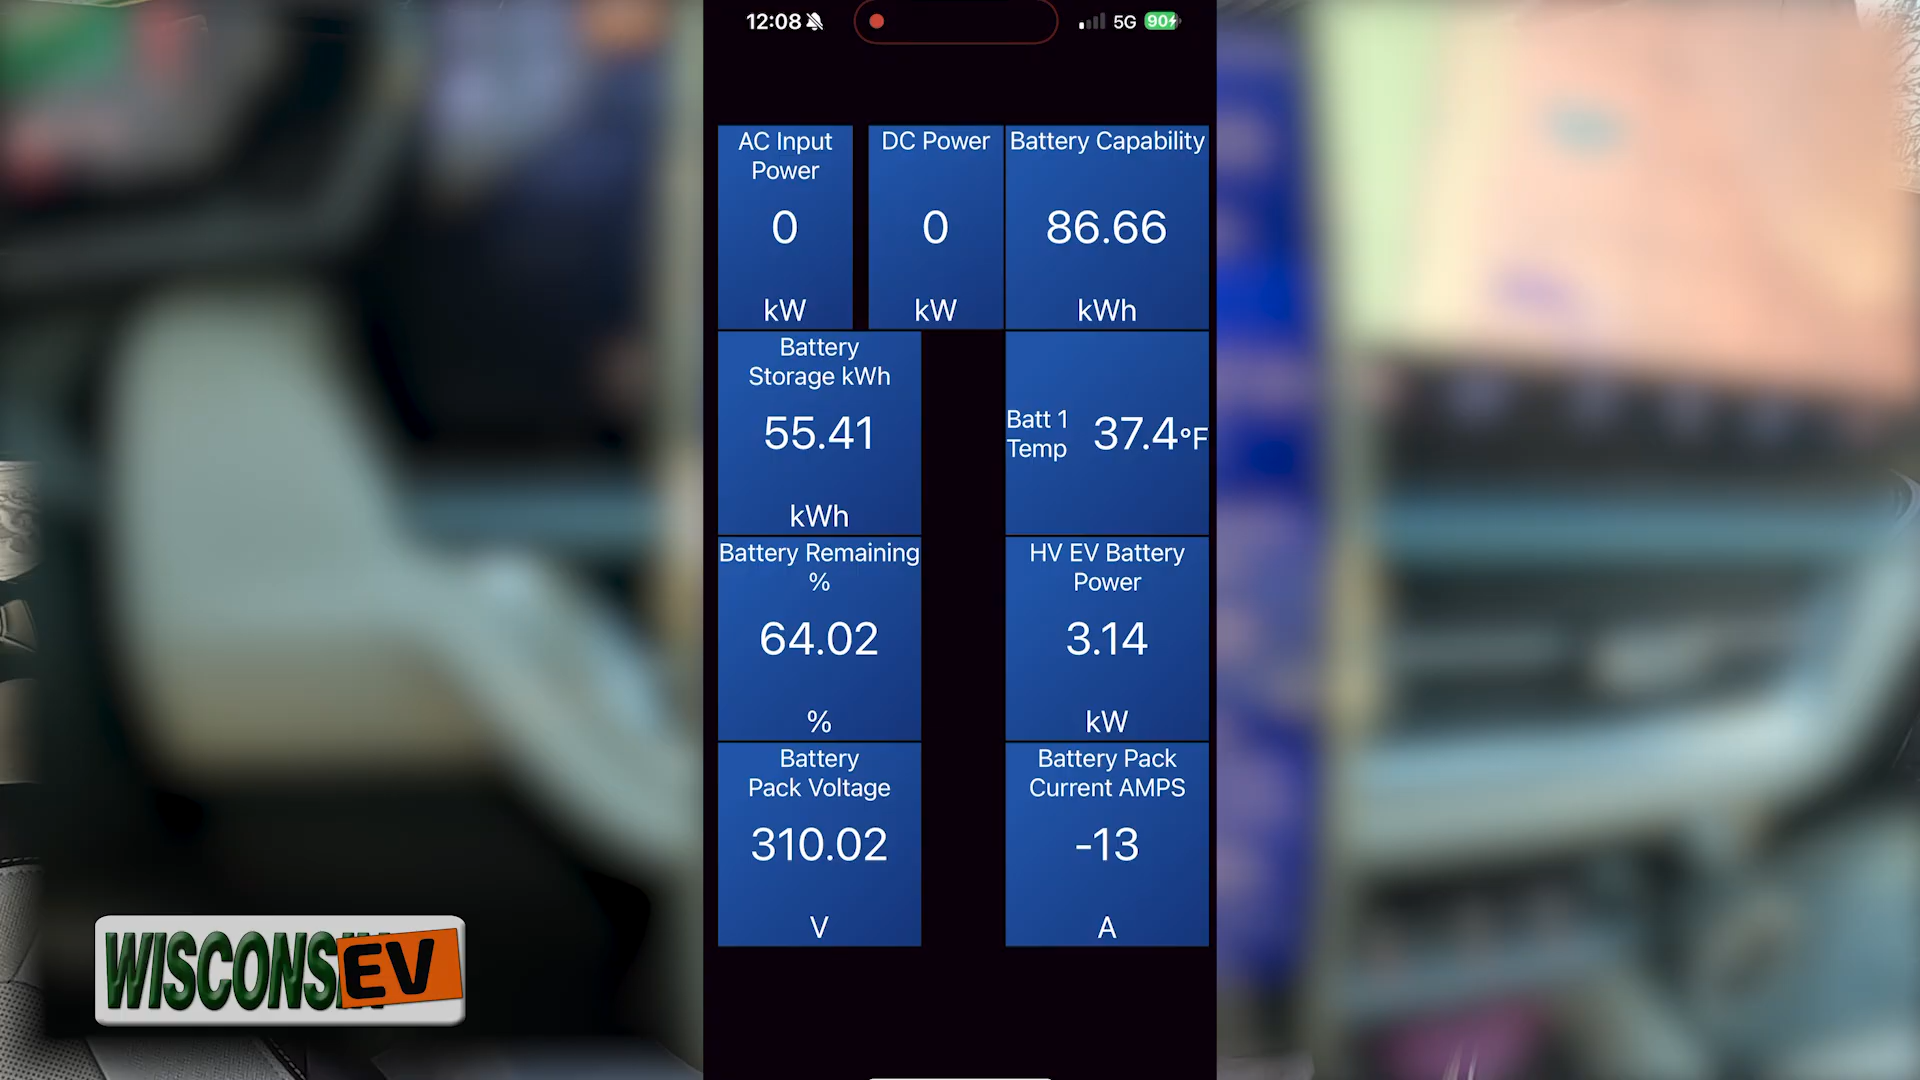 12:08
5G
90
AC Input
Power
0
kW
DC Power
0
kW
Battery Capability
86.66
kWh
Battery
Storage kWh
55.41
kWh
Batt 1
Temp
37.4°F
Battery Remaining
%
64.02
%
HV EV Battery
Power
3.14
kW
Battery
Pack Voltage
310.02
V
Battery Pack
Current AMPS
-13
A
WISCONSIN
EV